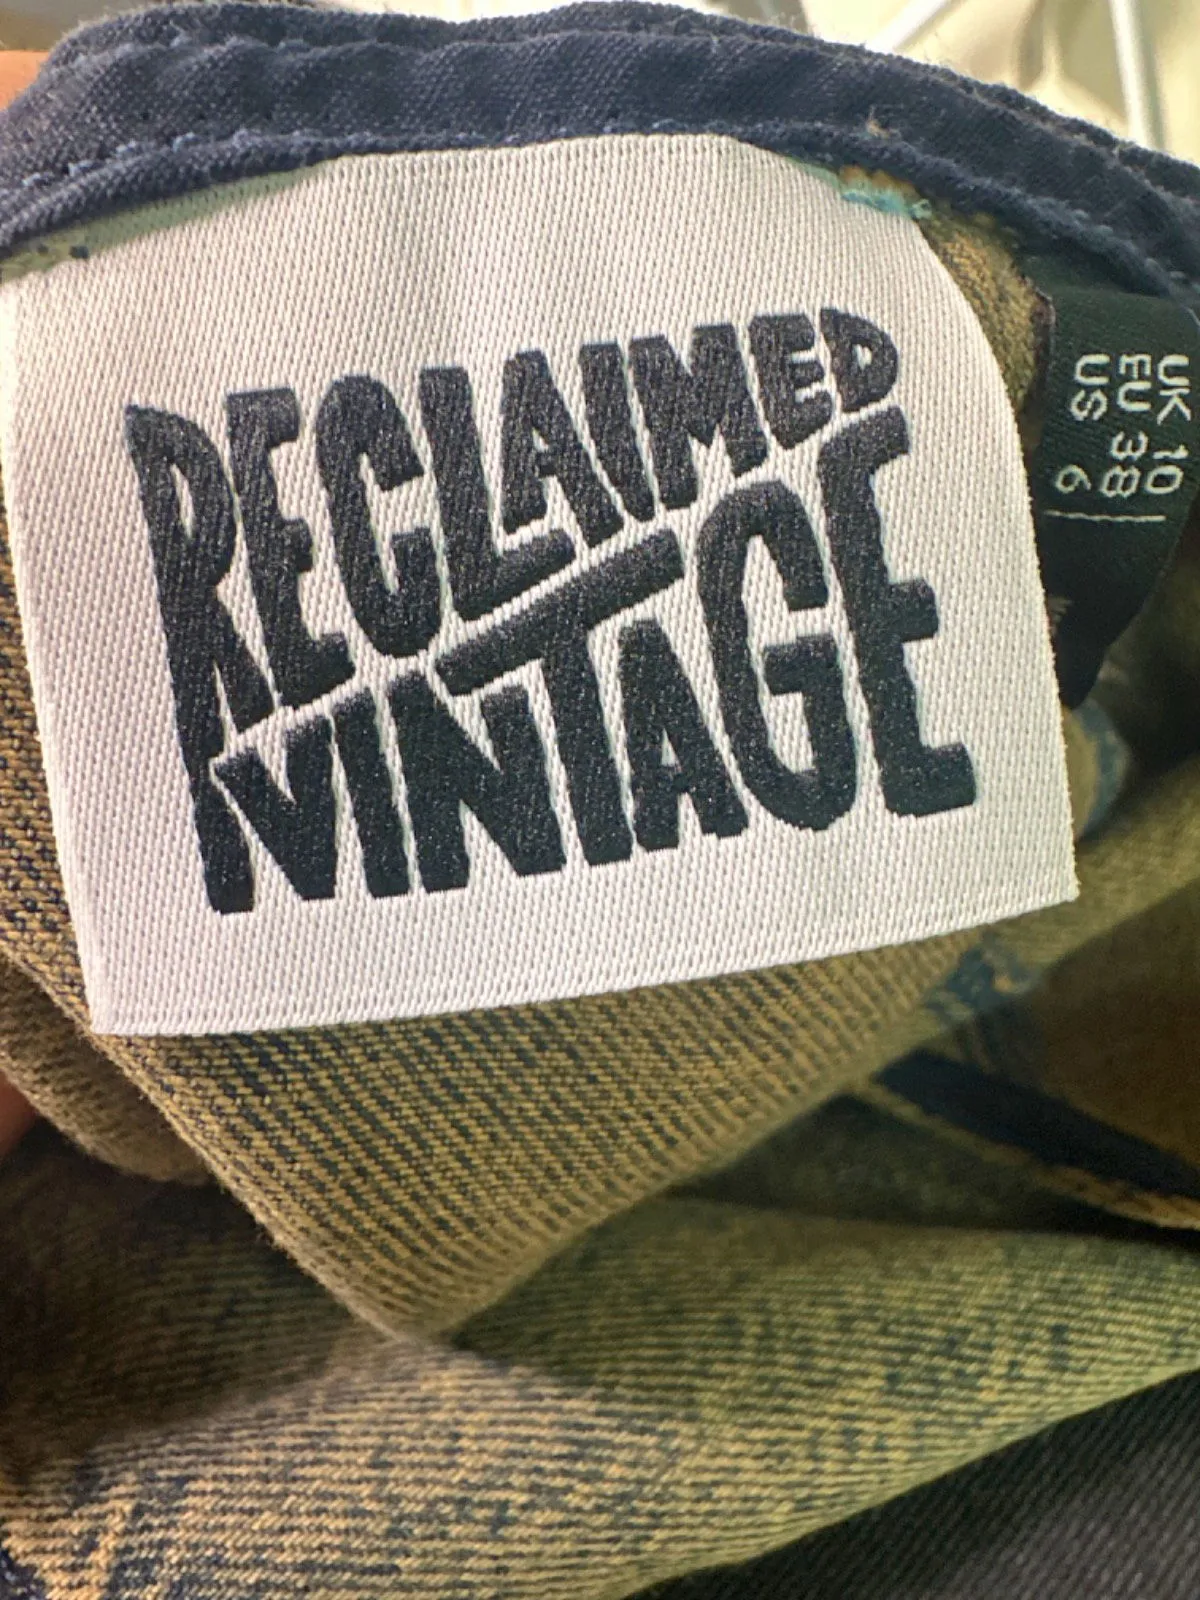 RECLAIMED
VINTAGE
UK 10
EU 38
US 6